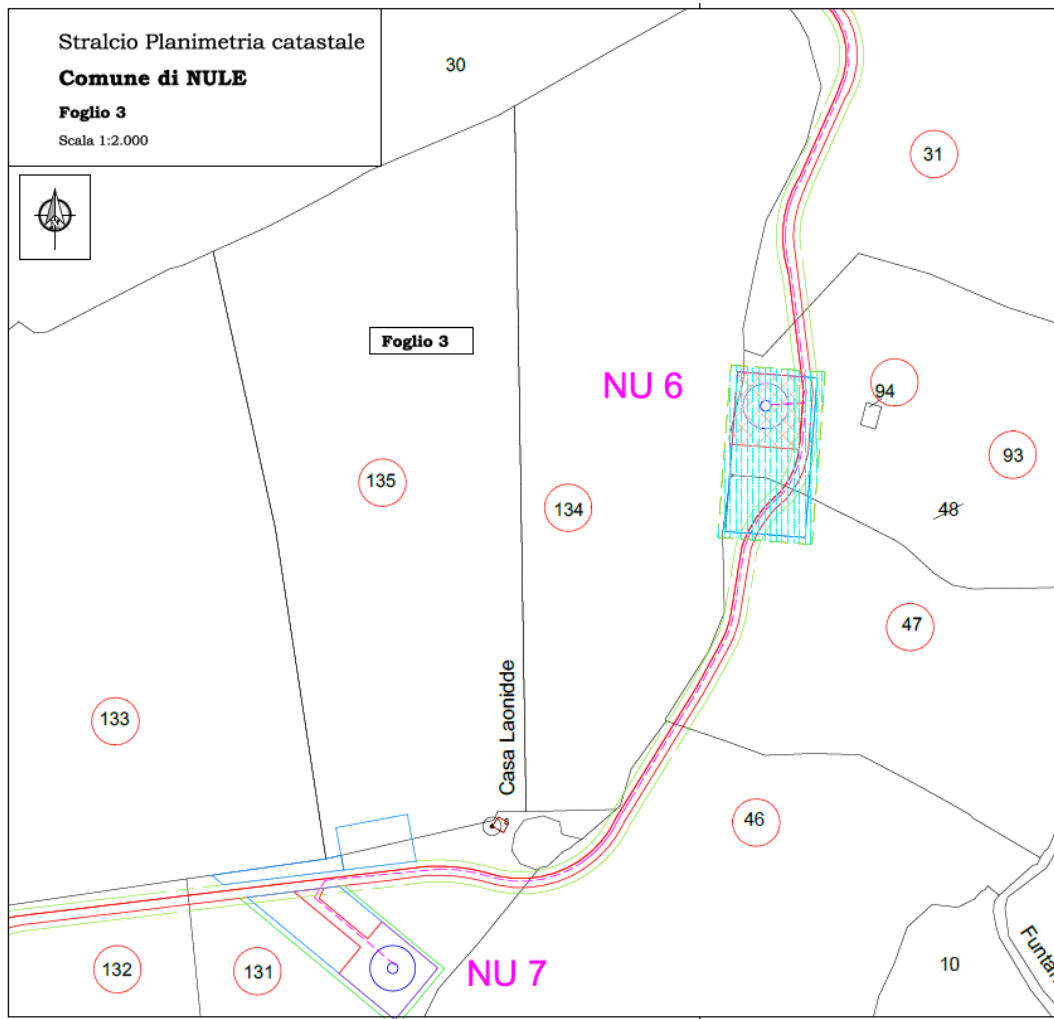 Stralcio Planimetria catastale
Comune di NULE
Foglio 3
Scala 1:2.000
30
31
Foglio 3
NU 6
94
93
135
134
48
47
Casa Laonidde
133
46
132
131
NU 7
10